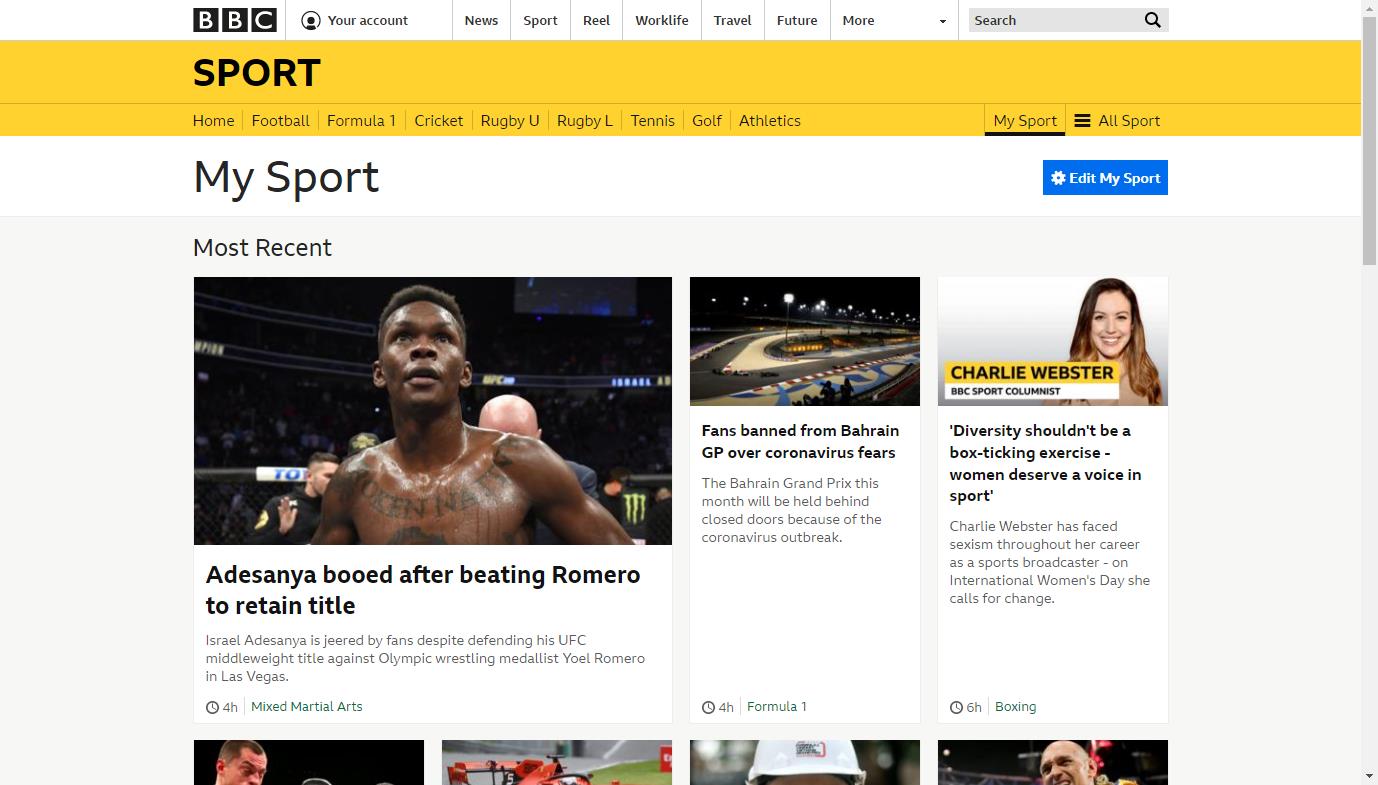 BBC
Your account
News
Sport
Reel
Worklife
Travel
Future
More
Search
SPORT
Home
Football
Formula 1
Cricket
Rugby U
Rugby L
Tennis
Golf
Athletics
My Sport
All Sport
My Sport
Edit My Sport
Most Recent
Adesanya booed after beating Romero
to retain title
Israel Adesanya is jeered by fans despite defending his UFC
middleweight title against Olympic wrestling medallist Yoel Romero
in Las Vegas.
4h
Mixed Martial Arts
Fans banned from Bahrain
GP over coronavirus fears
The Bahrain Grand Prix this
month will be held behind
closed doors because of the
coronavirus outbreak.
4h
Formula 1
CHARLIE WEBSTER
BBC SPORT COLUMNIST
'Diversity shouldn't be a
box-ticking exercise -
women deserve a voice in
sport'
Charlie Webster has faced
sexism throughout her career
as a sports broadcaster - on
International Women's Day she
calls for change.
6h
Boxing